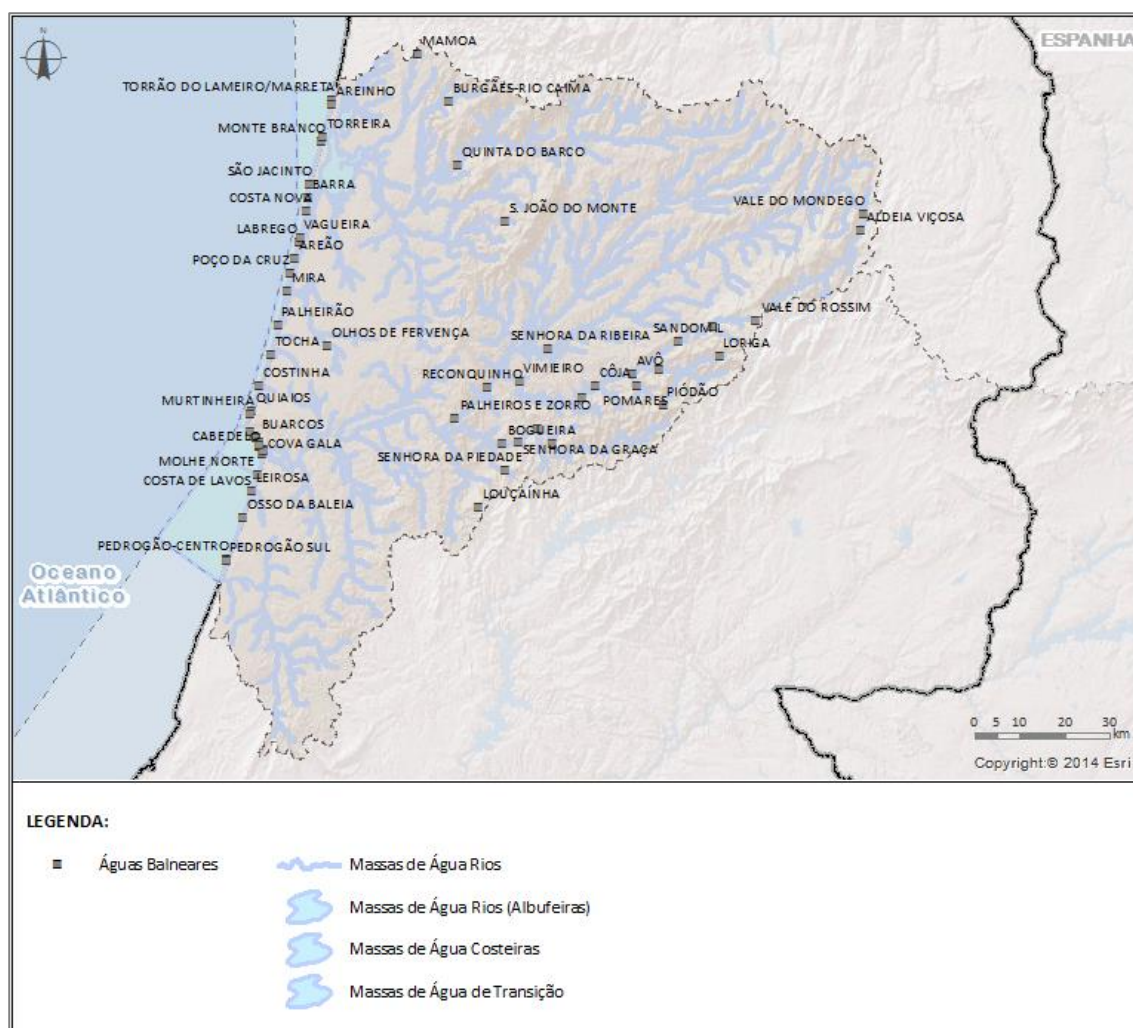 N
MAMOA
ESPANHA
TORRÃO DO LAMEIRO/MARRETA
AREINHO
BURGÃES-RIO CAIMA
MONTE BRANCO
TORREIRA
QUINTA DO BARCO
SÃO JACINTO
BARRA
COSTA NOVA
VALE DO MONDEGO
S. JOÃO DO MONTE
ALDEIA VIÇOSA
LABREGO
VAGUEIRA
AREÃO
POÇO DA CRUZ
MIRA
VALE DO ROSSIM
PALHEIRÃO
OLHOS DE FERVENÇA
SENHORA DA RIBEIRA
SANDOMIL
TOCHA
LORIGA
AVÔ
COSTINHA
RECONQUINHO
VIMIEIRO
CÔJA
PIÓDÃO
MURTINHEIRA
QUIAIOS
PALHEIROS E ZORRO
POMARES
BUARCOS
CABEDELO
COVA GALA
BOGUEIRA
SENHORA DA PIEDADE
SENHORA DA GRAÇA
MOLHE NORTE
COSTA DE LAVOS
LEIROSA
LOUÇAINHA
OSSO DA BALEIA
PEDROGÃO-CENTRO
PEDROGÃO SUL
Oceano
Atlântico
0 5 10 20 30
km
Copyright:© 2014 Esri
LEGENDA:
Águas Balneares
Massas de Água Rios
Massas de Água Rios (Albufeiras)
Massas de Água Costeiras
Massas de Água de Transição